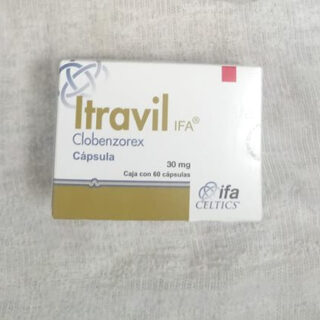 Itravil IFA®
Clobenzorex
Cápsula
30 mg
Caja con 60 cápsulas
ifa
CELTICS